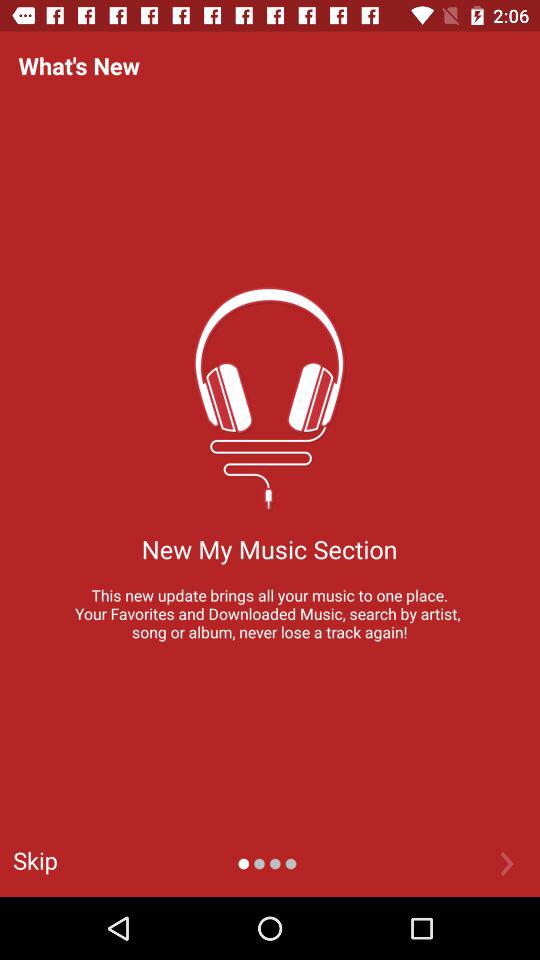 2:06
What's New
New My Music Section
This new update brings all your music to one place.
Your Favorites and Downloaded Music, search by artist,
song or album, never lose a track again!
Skip